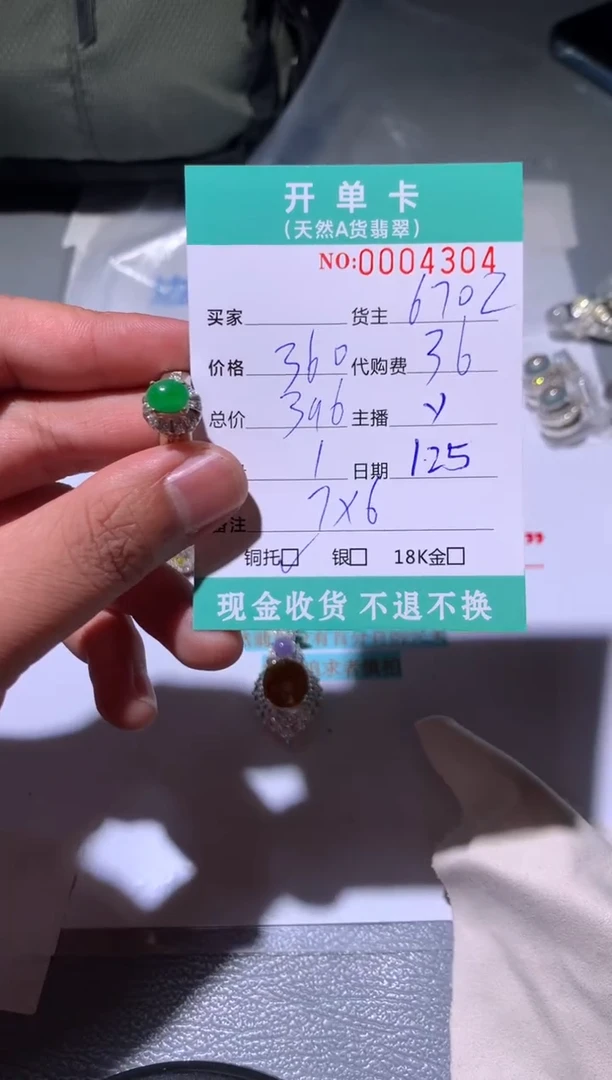 开单卡
(天然A货翡翠)
NO:0004304
买家 货主 6702
价格 360 代购费 36
总价 396 主播 y
1 日期 1.25
备注 7x6
铜托☑ 银□ 18K金□
现金收货 不退不换